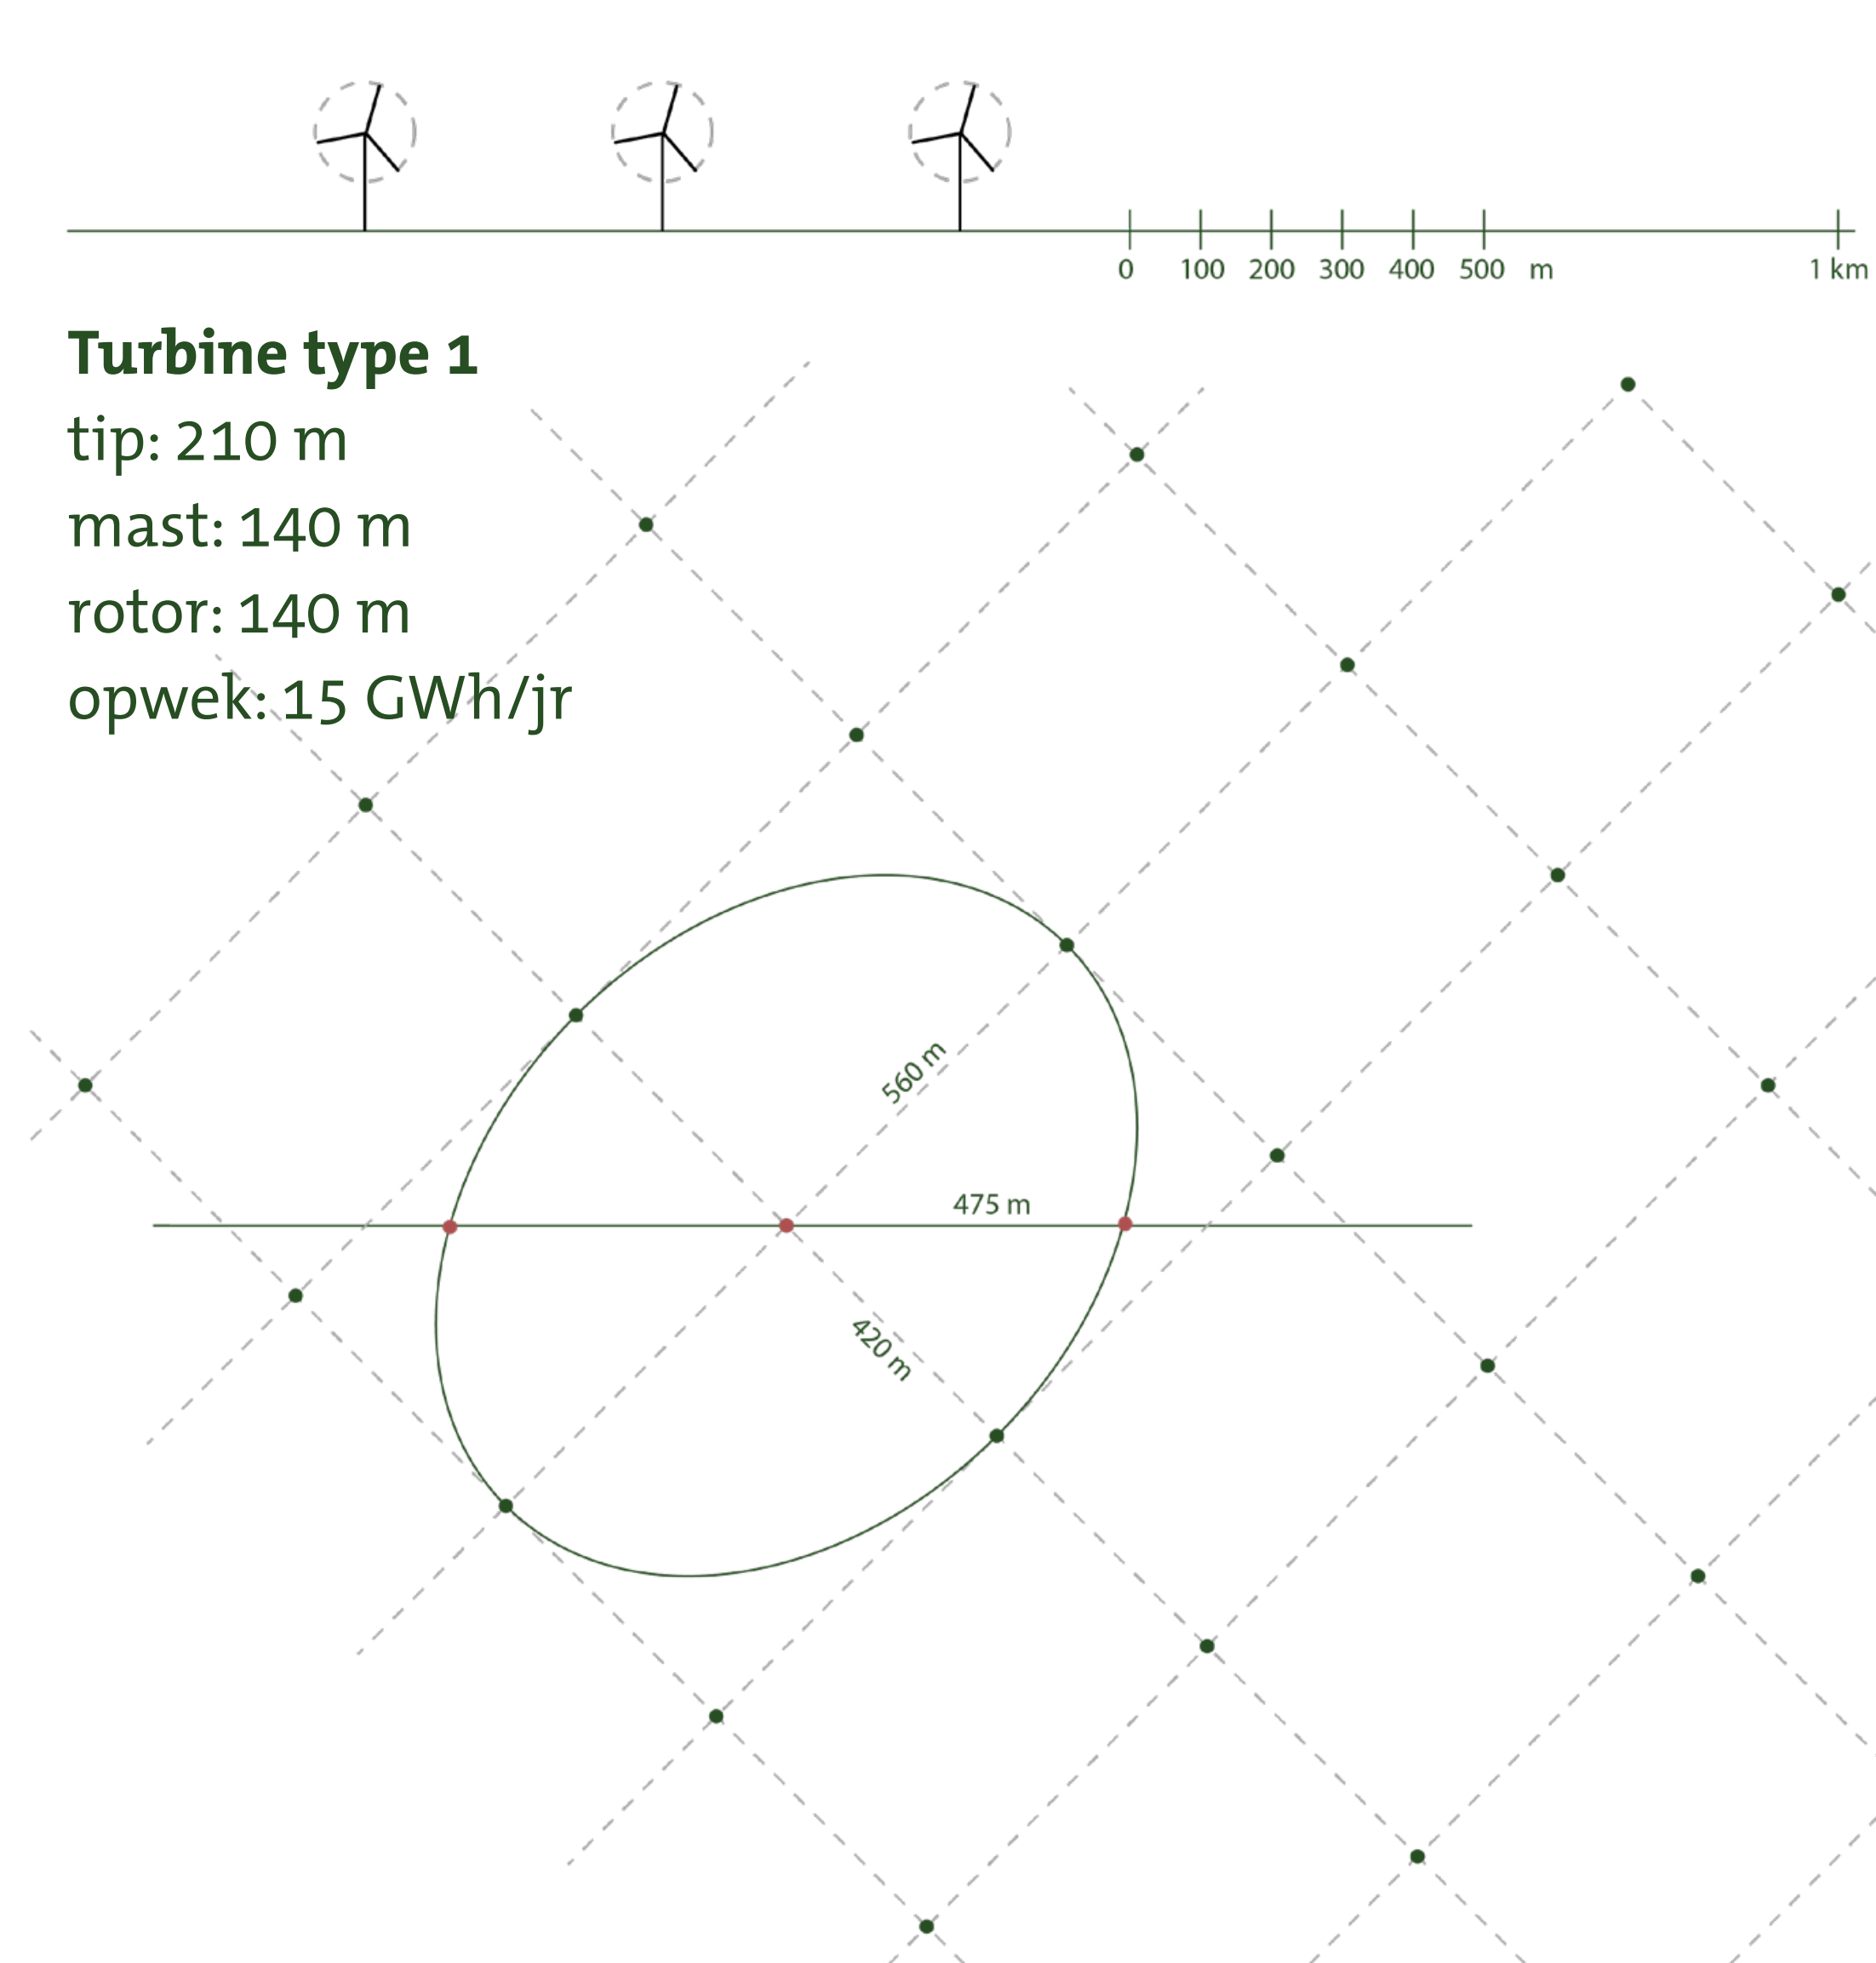 0 100 200 300 400 500 m 1 km
Turbine type 1
tip: 210 m
mast: 140 m
rotor: 140 m
opwek: 15 GWh/jr
560 m
475 m
420 m